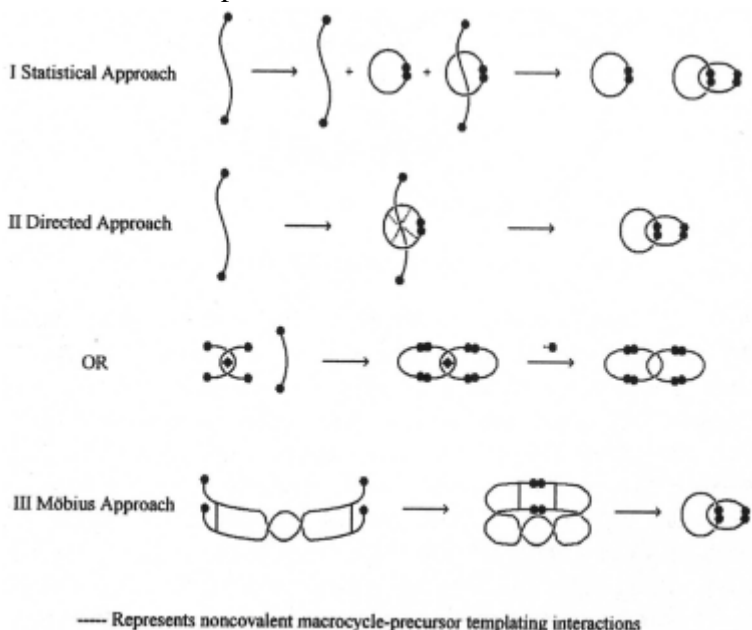 I Statistical Approach
+ +
II Directed Approach
OR
III Möbius Approach
----- Represents noncovalent macrocycle-precursor templating interactions